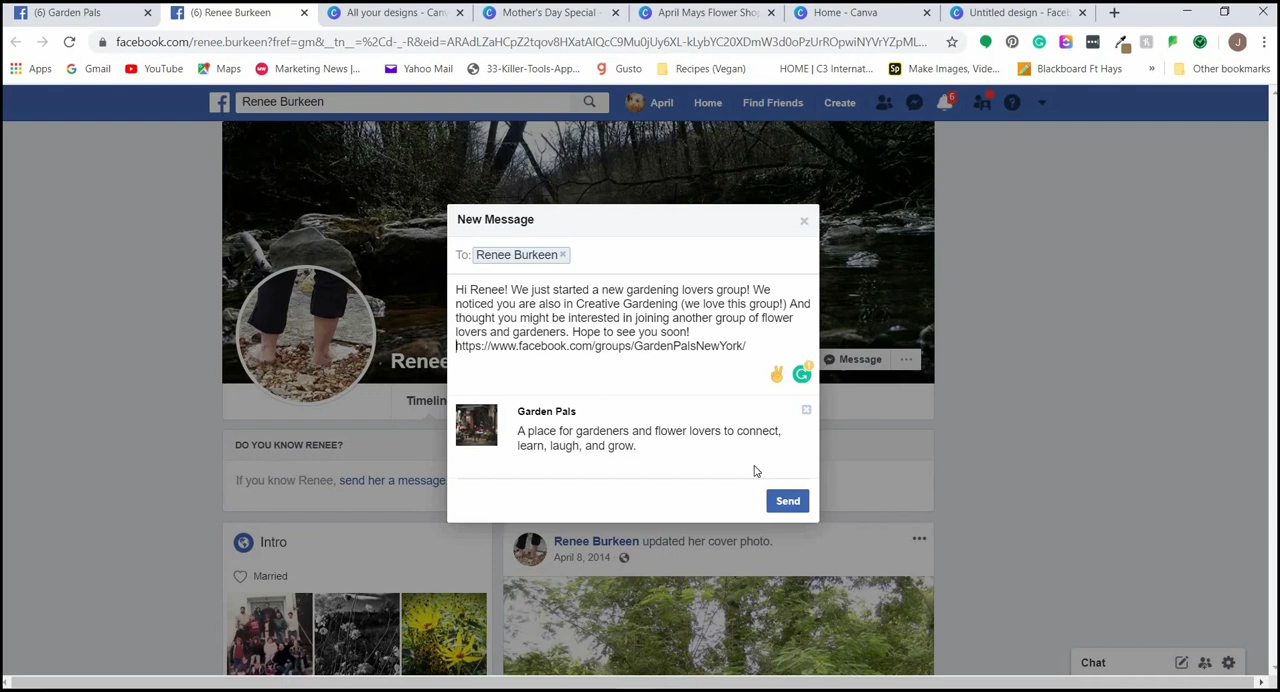 (6) Garden Pals
(6) Renee Burkeen
All your designs - Canv
Mother's Day Special -
April Mays Flower Shop
Home - Canva
Untitled design - Faceb
facebook.com/renee.burkeen?fref=gm&__tn__=%2Cd-_-R&eid=ARAdLZaHCpZ2tqov8HXatAIQcC9Mu0jUy6XL-kLybYC20XDmW3d0oPzUrROpwiNYVrYZpML...
J
Apps
Gmail
YouTube
Maps
Marketing News |...
Yahoo Mail
33-Killer-Tools-App...
Gusto
Recipes (Vegan)
HOME | C3 Internat...
Make Images, Vide...
Blackboard Ft Hays
»
Other bookmarks
Renee Burkeen
April
Home
Find Friends
Create
6
New Message
To: Renee Burkeen
Hi Renee! We just started a new gardening lovers group! We
noticed you are also in Creative Gardening (we love this group!) And
thought you might be interested in joining another group of flower
lovers and gardeners. Hope to see you soon!
https://www.facebook.com/groups/GardenPalsNewYork/
Garden Pals
A place for gardeners and flower lovers to connect,
learn, laugh, and grow.
Send
Renee
Message
Timelin
DO YOU KNOW RENEE?
If you know Renee, send her a message
Intro
Married
Renee Burkeen updated her cover photo.
April 8, 2014
Chat